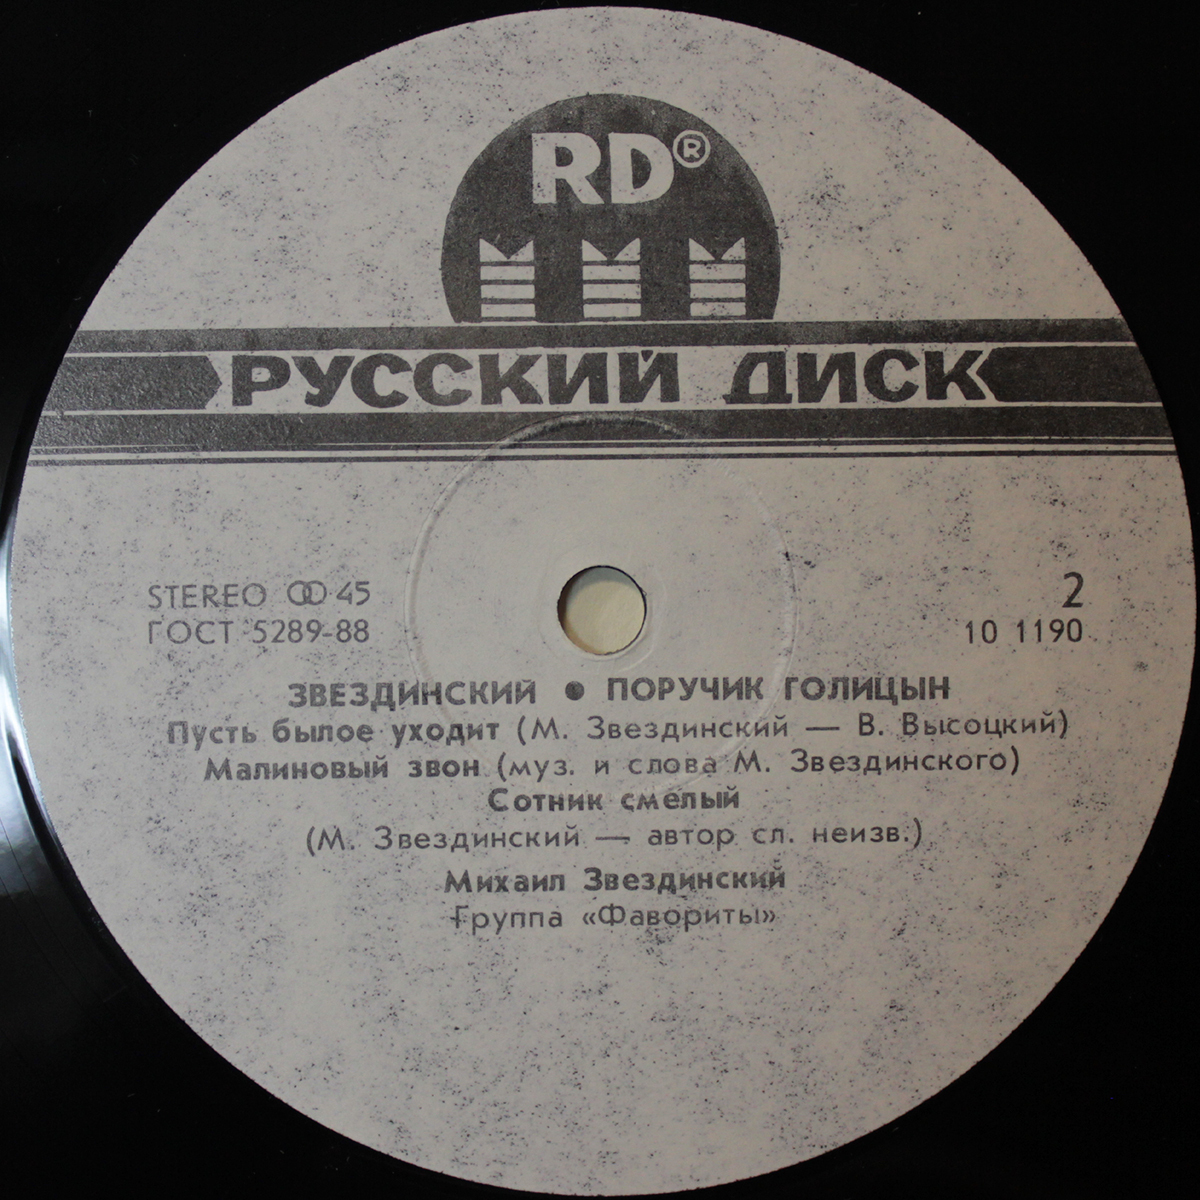 RD®
РУССКИЙ ДИСК
STEREO ꝎO 45
2
ГОСТ 5289-88
10 1190
ЗВЕЗДИНСКИЙ ● ПОРУЧИК ГОЛИЦЫН
Пусть былое уходит (М. Звездинский — В. Высоцкий)
Малиновый звон (муз. и слова М. Звездинского)
Сотник смелый
(М. Звездинский — автор сл. неизв.)
Михаил Звездинский
Группа «Фавориты»